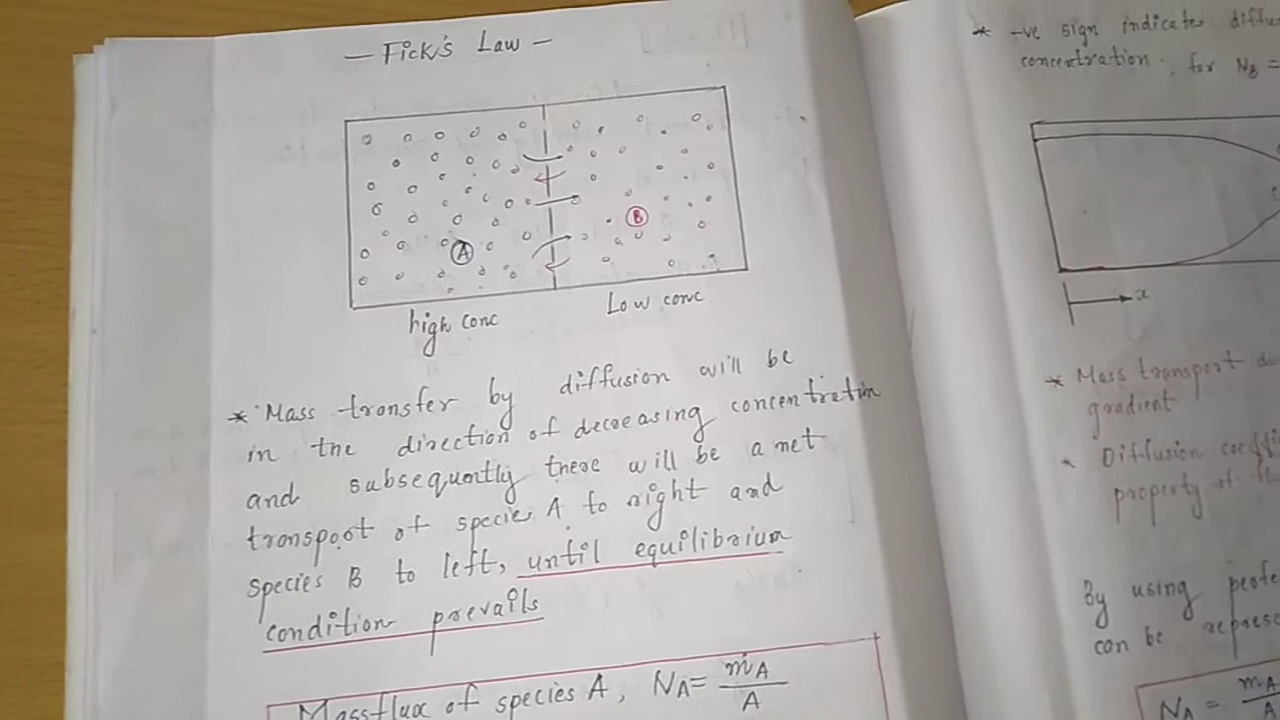 — Fick's Law —
A
B
high conc
Low conc
* Mass transfer by diffusion will be
in the direction of decreasing concentration
and subsequently there will be a net
transport of species A to right and
species B to left, until equilibrium
condition prevails
Mass flux of species A, NA = ṁA / A
* -ve sign indicate
concentration. for NB =
x
* Mass transport
gradient
* Diffusion
property of
By using
can be
NA = ṁA / A